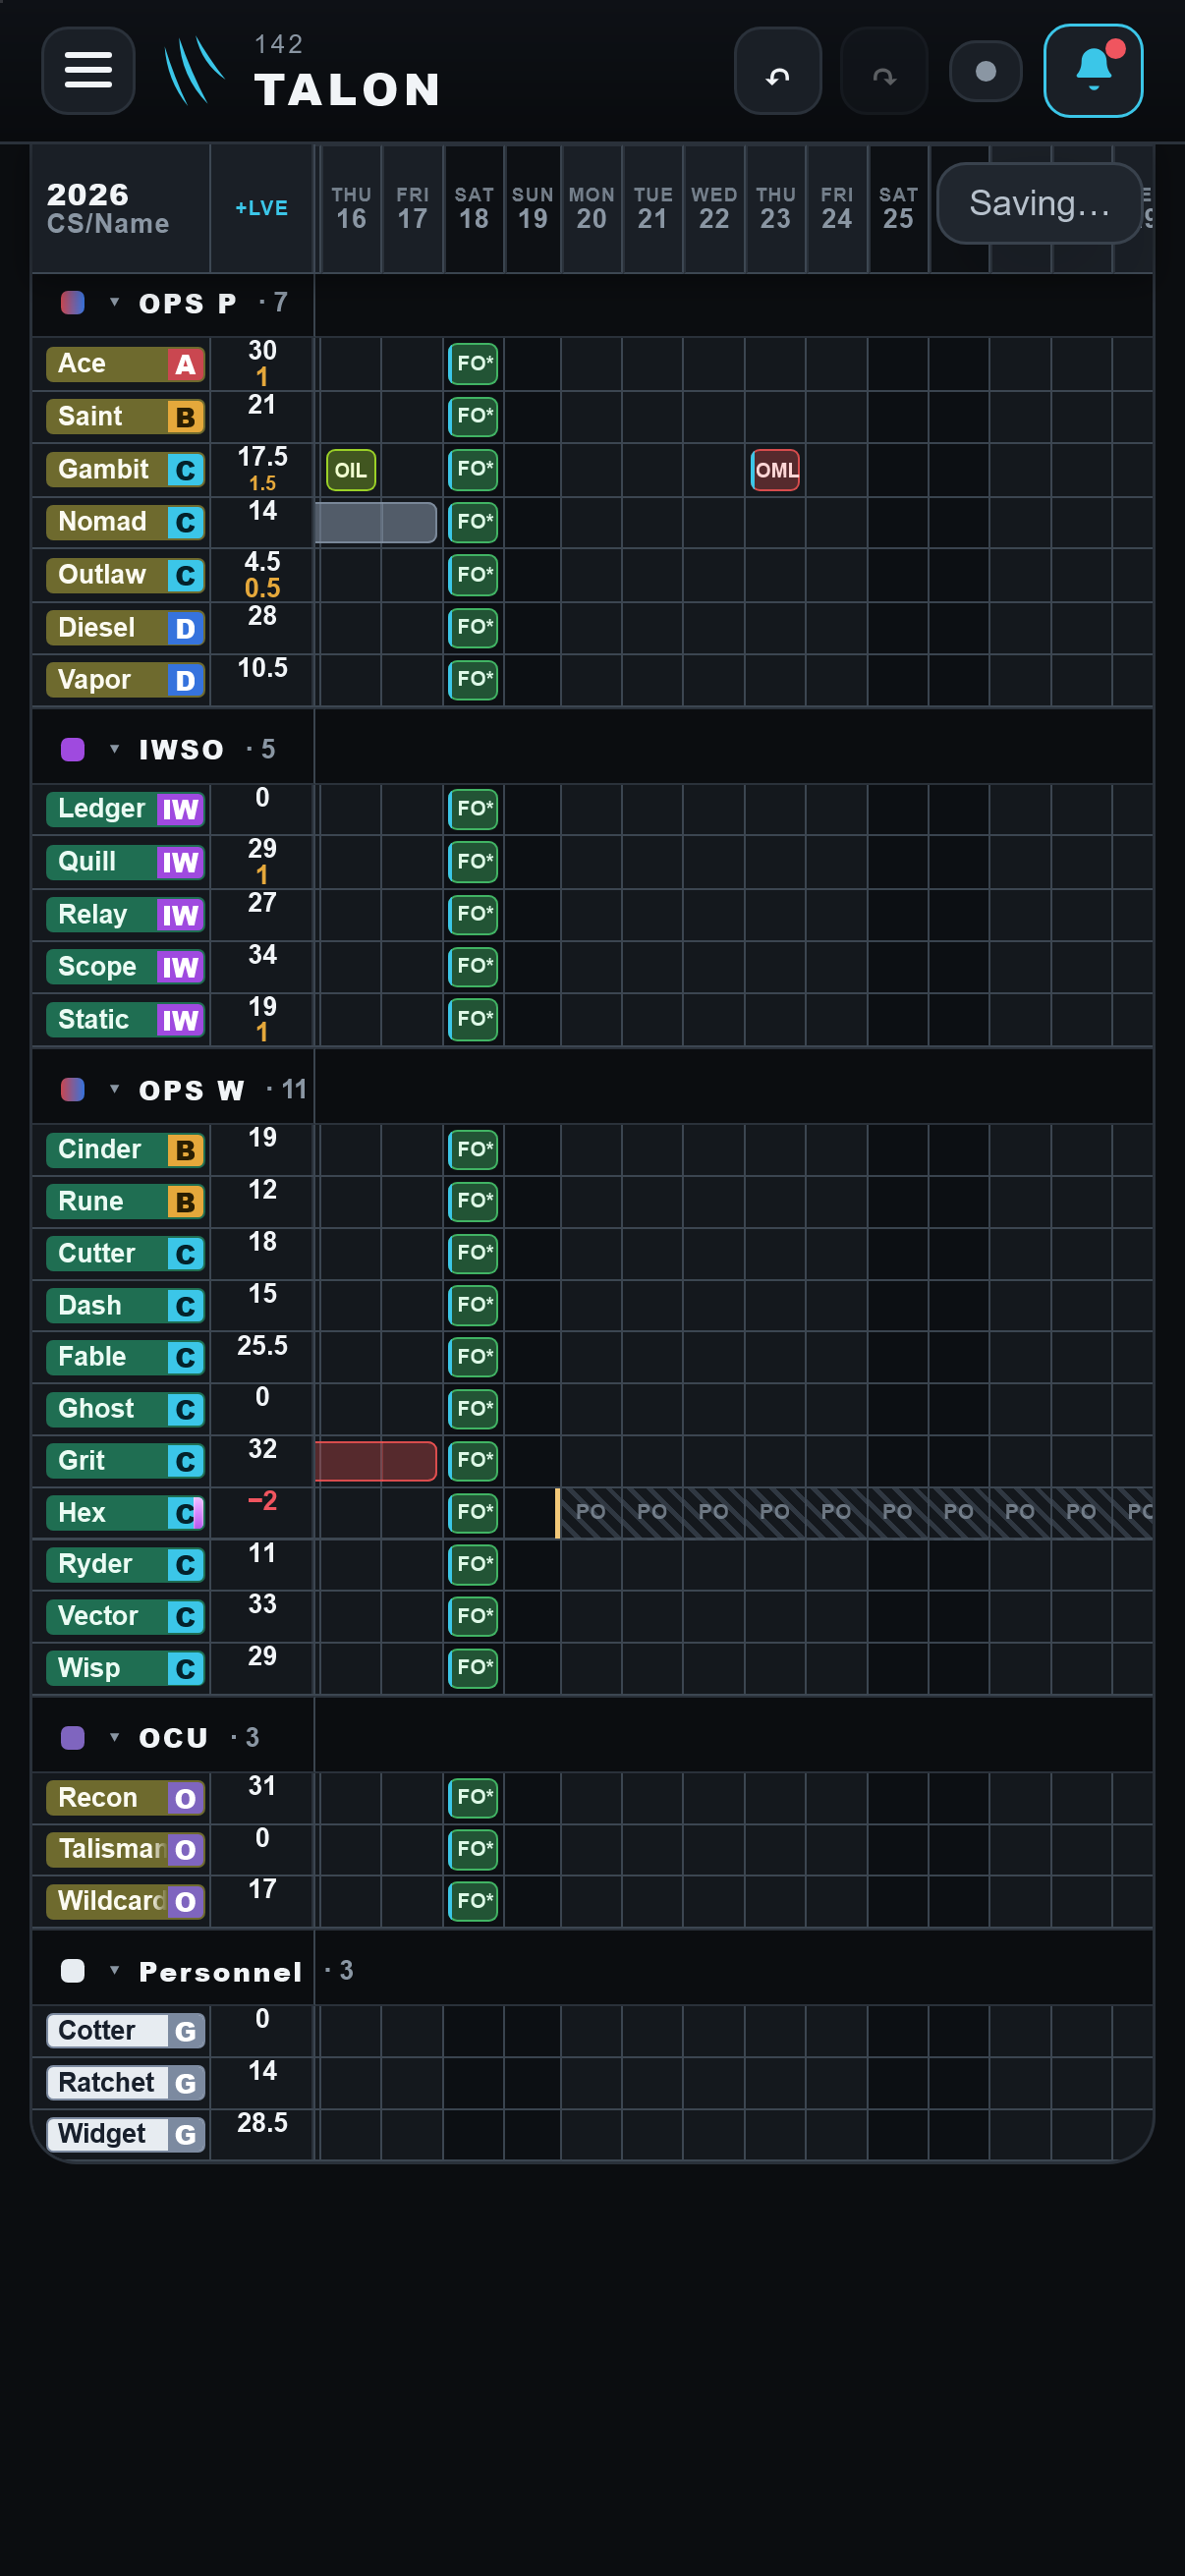 142
TALON
Saving…
2026
CS/Name
+LVE
THU FRI SAT SUN MON TUE WED THU FRI SAT
16 17 18 19 20 21 22 23 24 25
OPS P · 7
Ace A 30 1 FO*
Saint B 21 FO*
Gambit C 17.5 1.5 OIL FO* OML
Nomad C 14 FO*
Outlaw C 4.5 0.5 FO*
Diesel D 28 FO*
Vapor D 10.5 FO*
IWSO · 5
Ledger IW 0 FO*
Quill IW 29 1 FO*
Relay IW 27 FO*
Scope IW 34 FO*
Static IW 19 1 FO*
OPS W · 11
Cinder B 19 FO*
Rune B 12 FO*
Cutter C 18 FO*
Dash C 15 FO*
Fable C 25.5 FO*
Ghost C 0 FO*
Grit C 32 FO*
Hex C −2 FO* PO PO PO PO PO PO PO PO PO PO
Ryder C 11 FO*
Vector C 33 FO*
Wisp C 29 FO*
OCU · 3
Recon O 31 FO*
Talisman O 0 FO*
Wildcard O 17 FO*
Personnel · 3
Cotter G 0
Ratchet G 14
Widget G 28.5